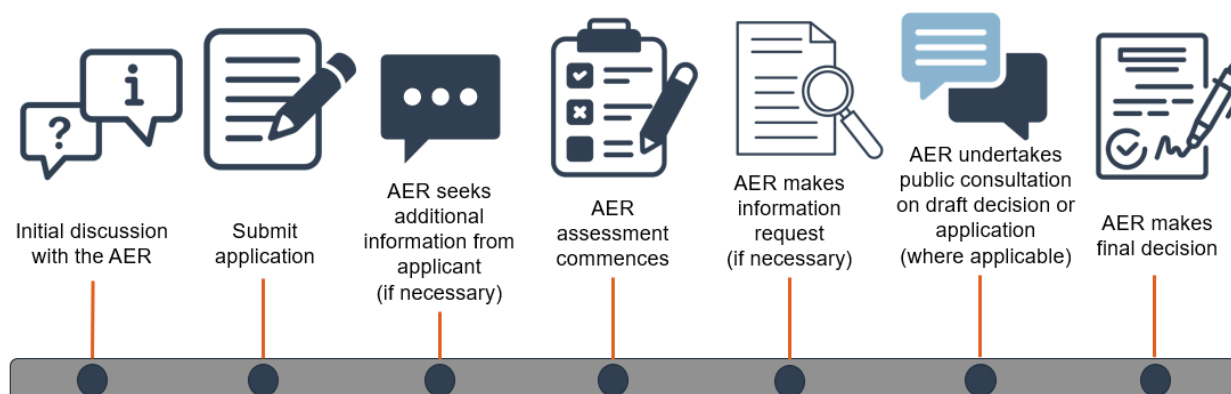 ?
i
Initial discussion
with the AER
Submit
application
AER seeks
additional
information from
applicant
(if necessary)
AER
assessment
commences
AER makes
information
request
(if necessary)
AER undertakes
public consultation
on draft decision or
application
(where applicable)
AER makes
final decision